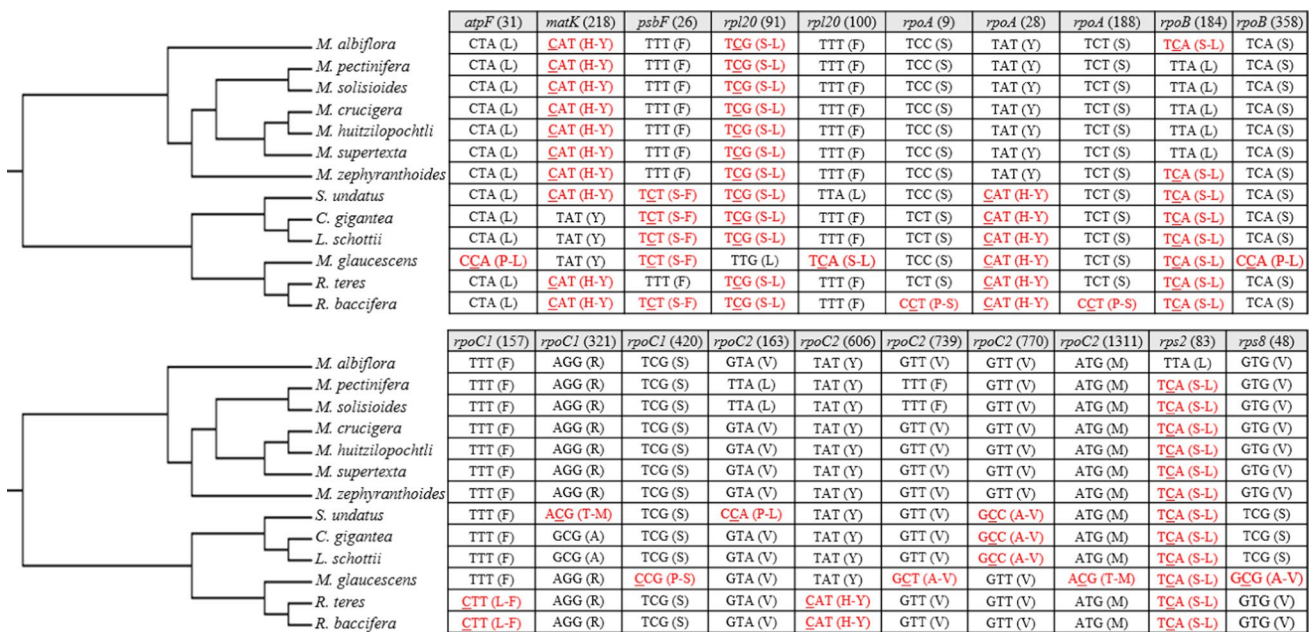 atpF (31) matK (218) psbF (26) rpl20 (91) rpl20 (100) rpoA (9) rpoA (28) rpoA (188) rpoB (184) rpoB (358)
M. albiflora CTA (L) CAT (H-Y) TTT (F) TCG (S-L) TTT (F) TCC (S) TAT (Y) TCT (S) TCA (S-L) TCA (S)
M. pectinifera CTA (L) CAT (H-Y) TTT (F) TCG (S-L) TTT (F) TCC (S) TAT (Y) TCT (S) TTA (L) TCA (S)
M. solisioides CTA (L) CAT (H-Y) TTT (F) TCG (S-L) TTT (F) TCC (S) TAT (Y) TCT (S) TTA (L) TCA (S)
M. crucigera CTA (L) CAT (H-Y) TTT (F) TCG (S-L) TTT (F) TCC (S) TAT (Y) TCT (S) TTA (L) TCA (S)
M. huitzilopochtli CTA (L) CAT (H-Y) TTT (F) TCG (S-L) TTT (F) TCC (S) TAT (Y) TCT (S) TTA (L) TCA (S)
M. supertexta CTA (L) CAT (H-Y) TTT (F) TCG (S-L) TTT (F) TCC (S) TAT (Y) TCT (S) TTA (L) TCA (S)
M. zephyranthoides CTA (L) CAT (H-Y) TTT (F) TCG (S-L) TTT (F) TCC (S) TAT (Y) TCT (S) TCA (S-L) TCA (S)
S. undatus CTA (L) CAT (H-Y) TCT (S-F) TCG (S-L) TTA (L) TCC (S) CAT (H-Y) TCT (S) TCA (S-L) TCA (S)
C. gigantea CTA (L) TAT (Y) TCT (S-F) TCG (S-L) TTT (F) TCT (S) CAT (H-Y) TCT (S) TCA (S-L) TCA (S)
L. schottii CTA (L) TAT (Y) TCT (S-F) TCG (S-L) TTT (F) TCT (S) CAT (H-Y) TCT (S) TCA (S-L) TCA (S)
M. glaucescens CCA (P-L) TAT (Y) TCT (S-F) TTG (L) TCA (S-L) TCC (S) CAT (H-Y) TCT (S) TCA (S-L) CCA (P-L)
R. teres CTA (L) CAT (H-Y) TTT (F) TCG (S-L) TTT (F) TCT (S) CAT (H-Y) TCT (S) TCA (S-L) TCA (S)
R. baccifera CTA (L) CAT (H-Y) TCT (S-F) TCG (S-L) TTT (F) CCT (P-S) CAT (H-Y) CCT (P-S) TCA (S-L) TCA (S)
rpoC1 (157) rpoC1 (321) rpoC1 (420) rpoC2 (163) rpoC2 (606) rpoC2 (739) rpoC2 (770) rpoC2 (1311) rps2 (83) rps8 (48)
M. albiflora TTT (F) AGG (R) TCG (S) GTA (V) TAT (Y) GTT (V) GTT (V) ATG (M) TTA (L) GTG (V)
M. pectinifera TTT (F) AGG (R) TCG (S) TTA (L) TAT (Y) TTT (F) GTT (V) ATG (M) TCA (S-L) GTG (V)
M. solisioides TTT (F) AGG (R) TCG (S) TTA (L) TAT (Y) TTT (F) GTT (V) ATG (M) TCA (S-L) GTG (V)
M. crucigera TTT (F) AGG (R) TCG (S) GTA (V) TAT (Y) GTT (V) GTT (V) ATG (M) TCA (S-L) GTG (V)
M. huitzilopochtli TTT (F) AGG (R) TCG (S) GTA (V) TAT (Y) GTT (V) GTT (V) ATG (M) TCA (S-L) GTG (V)
M. supertexta TTT (F) AGG (R) TCG (S) GTA (V) TAT (Y) GTT (V) GTT (V) ATG (M) TCA (S-L) GTG (V)
M. zephyranthoides TTT (F) AGG (R) TCG (S) GTA (V) TAT (Y) GTT (V) GTT (V) ATG (M) TCA (S-L) GTG (V)
S. undatus TTT (F) ACG (T-M) TCG (S) CCA (P-L) TAT (Y) GTT (V) GCC (A-V) ATG (M) TCA (S-L) TCG (S)
C. gigantea TTT (F) GCG (A) TCG (S) GTA (V) TAT (Y) GTT (V) GCC (A-V) ATG (M) TCA (S-L) TCG (S)
L. schottii TTT (F) GCG (A) TCG (S) GTA (V) TAT (Y) GTT (V) GCC (A-V) ATG (M) TCA (S-L) TCG (S)
M. glaucescens TTT (F) AGG (R) CCG (P-S) GTA (V) TAT (Y) GCT (A-V) GTT (V) ACG (T-M) TCA (S-L) GCG (A-V)
R. teres CTT (L-F) AGG (R) TCG (S) GTA (V) CAT (H-Y) GTT (V) GTT (V) ATG (M) TCA (S-L) GTG (V)
R. baccifera CTT (L-F) AGG (R) TCG (S) GTA (V) CAT (H-Y) GTT (V) GTT (V) ATG (M) TCA (S-L) GTG (V)